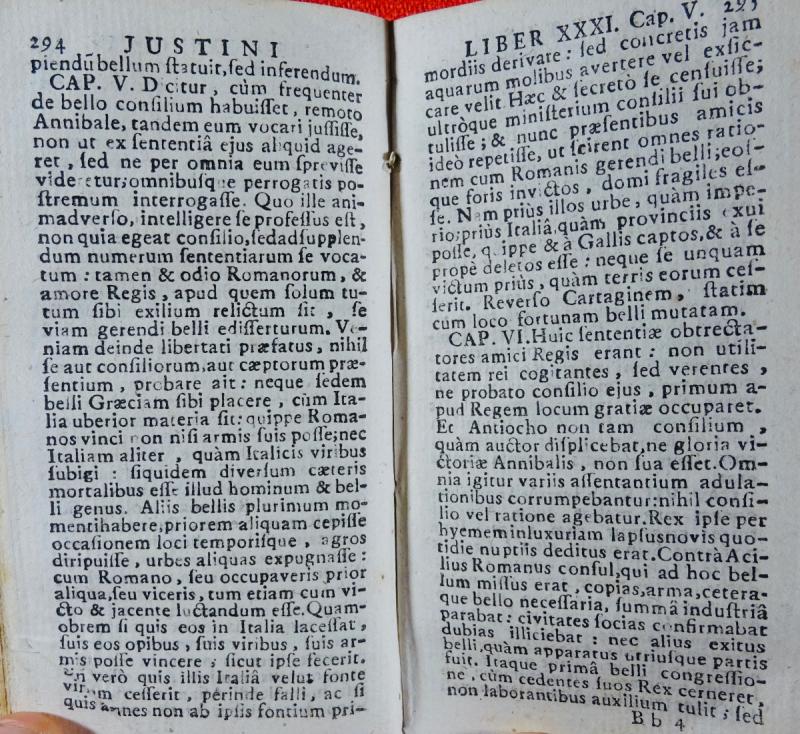 294 JUSTINI
piendũ bellum ſtatuit, ſed inferendum.
CAP. V. D citur, cùm frequenter
de bello conſilium habuiſſet, remoto
Annibale, tandem eum vocari juſſiſſe,
non ut ex ſententiâ ejus aliquid age-
ret, ſed ne per omnia eum ſpreviſſe
videretur; omnibuſque perrogatis po-
ſtremum interrogaſſe. Quo ille ani-
madverſo, intelligere ſe profeſſus eſt,
non quia egeat conſilio, ſed ad ſupplen-
dum numerum ſententiarum ſe voca-
tum: tamen & odio Romanorum, &
amore Regis, apud quem ſolum tu-
tum ſibi exilium relictum ſit, ſe
viam gerendi belli ediſſerturum. Ve-
niam deinde libertati præfatus, nihil
ſe aut conſiliorum, aut cæptorum præ-
ſentium, probare ait: neque ſedem
belli Græciam ſibi placere, cùm Ita-
lia uberior materia ſit: quippe Roma-
nos vinci non niſi armis ſuis poſſe; nec
Italiam aliter, quàm Italicis viribus
ſubigi: ſiquidem diverſum cæteris
mortalibus eſſe illud hominum & bel-
li genus. Aliis bellis plurimum mo-
menti habere, priorem aliquam cepiſſe
occaſionem loci temporiſque, agros
diripuiſſe, urbes aliquas expugnaſſe:
cum Romano, ſeu occupaveris prior
aliqua, ſeu viceris, tum etiam cum vi-
cto & jacente luctandum eſſe. Quam-
obrem ſi quis eos in Italia laceſſat,
ſuis eos opibus, ſuis viribus, ſuis ar-
mis poſſe vincere, ſicut ipſe fecerit.
Sin verò quis illis Italiâ velut fonte
virium ceſſerit, perinde falli, ac ſi
quis amnes non ab ipſis fontium pri-
LIBER XXXI. Cap. V. 295
mordiis derivare: ſed concretis jam
aquarum molibus avertere vel exſic-
care velit. Hæc & ſecretò ſe cenſuiſſe;
ultròque miniſterium conſilii ſui ob-
tuliſſe; & nunc præſentibus amicis
ideò repetiſſe, ut ſcirent omnes ratio-
nem cum Romanis gerendi belli; eoſ-
que foris invictos, domi fragiles eſ-
ſe. Nam priùs illos urbe, quàm impe-
rio; priùs Italiâ, quàm provinciis exui
poſſe, quippe & à Gallis captos, & à ſe
propè deletos eſſe: neque ſe unquam
victum priùs, quàm terris eorum ceſ-
ſerit. Reverſo Cartaginem, ſtatim
cum loco fortunam belli mutatam.
CAP. VI. Huic ſententiæ obtrecta-
tores amici Regis erant: non utili-
tatem rei cogitantes, ſed verentes,
ne probato conſilio ejus, primum a-
pud Regem locum gratiæ occuparet.
Et Antiocho non tam conſilium,
quàm auctor diſplicebat, ne gloria vi-
ctoriæ Annibalis, non ſua eſſet. Om-
nia igitur variis aſſentantium adula-
tionibus corrumpebantur: nihil conſi-
lio vel ratione agebatur. Rex ipſe per
hyemem in luxuriam lapſus novis quo-
tidie nuptiis deditus erat. Contrà Aci-
lius Romanus conſul, qui ad hoc bel-
lum miſſus erat, copias, arma, cetera-
que bello neceſſaria, ſummâ induſtriâ
parabat: civitates ſocias confirmabat
dubias illiciebat: nec alius exitus
belli, quàm apparatus utriuſque partis
fuit. Itaque primâ belli congreſſio-
ne, cùm cedentes ſuos Rex cerneret,
non laborantibus auxilium tulit; ſed
B b 4